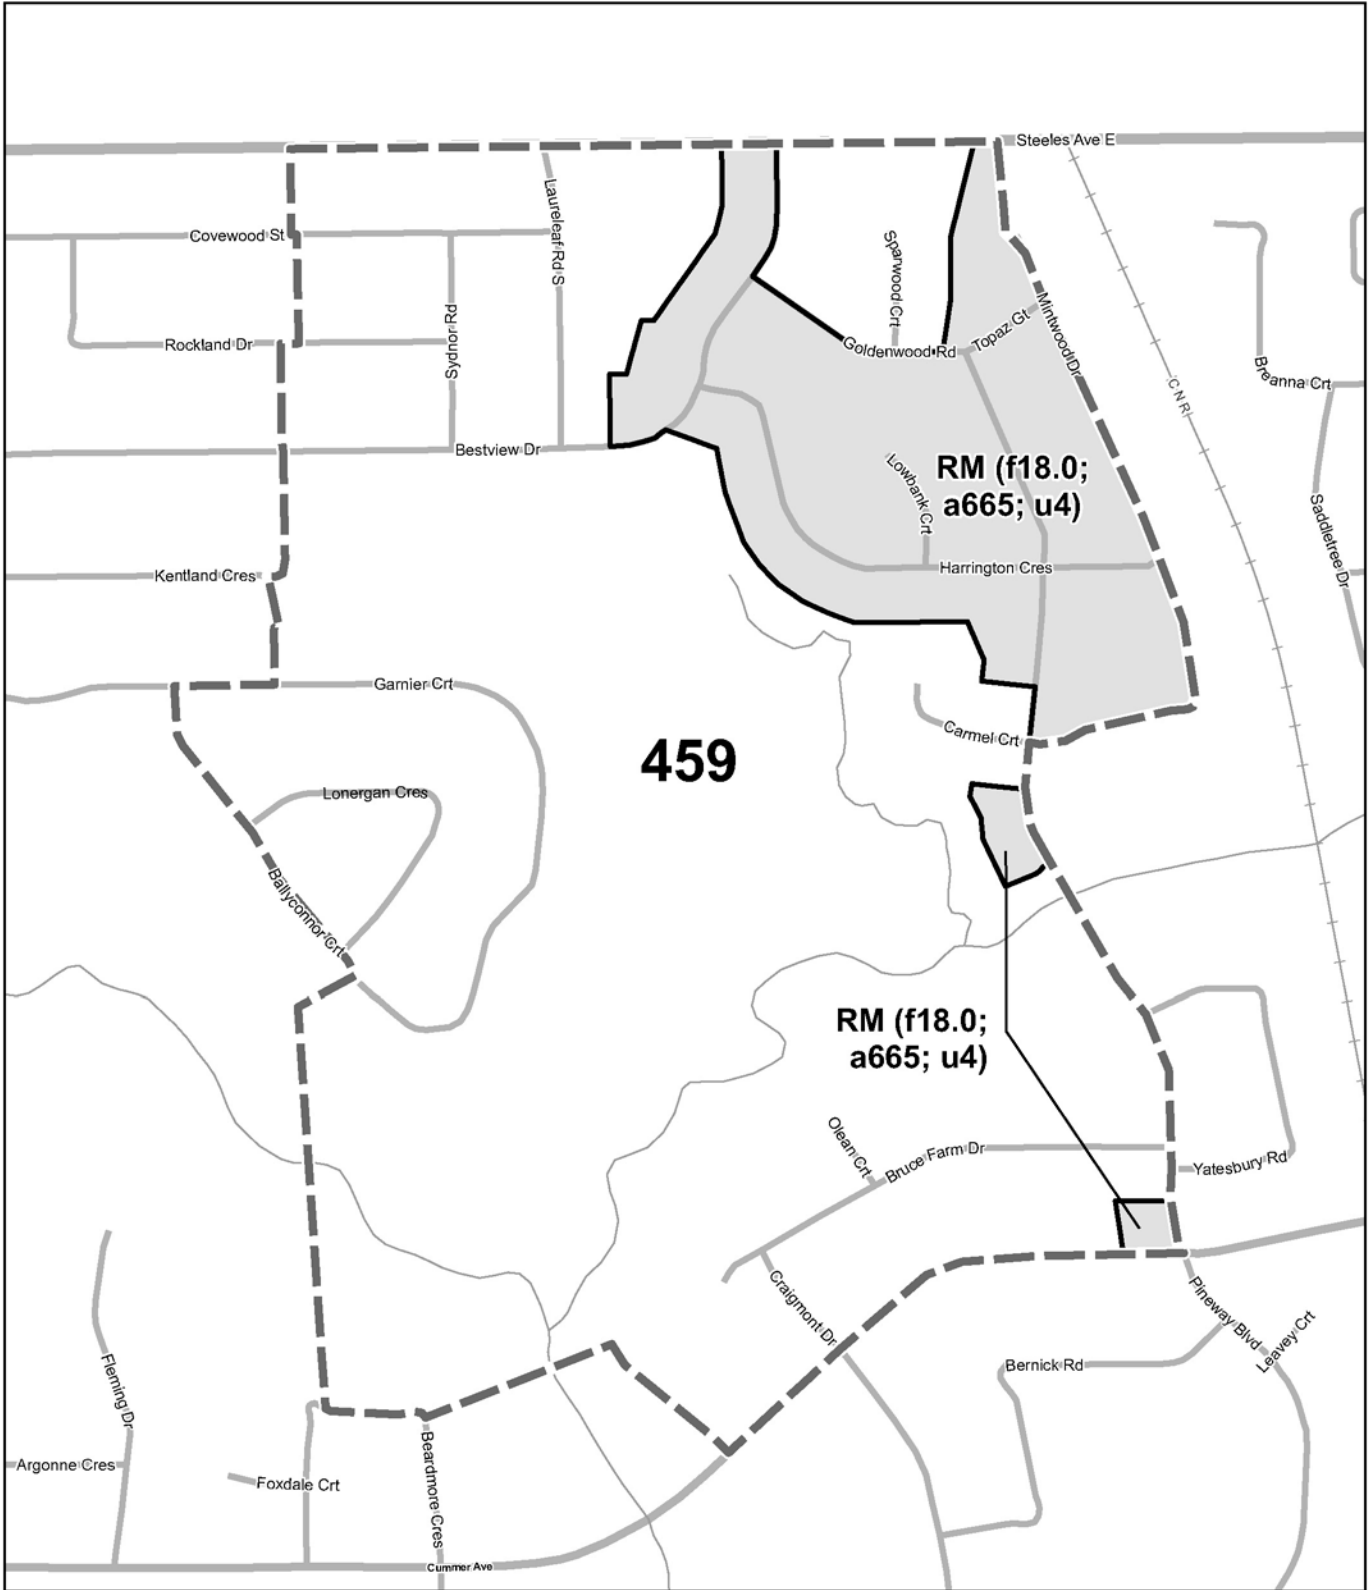 Steeles Ave E
Covewood St
Laureleaf Rd S
Sparwood Crt
Sydnor Rd
Rockland Dr
Goldenwood Rd
Topaz Gt
Mintwood Dr
CNR
Breanna Crt
Bestview Dr
Lowbank Crt
RM (f18.0;
a665; u4)
Saddletree Dr
Kentland Cres
Harrington Cres
Garnier Crt
Carmel Crt
459
Lonergan Cres
Ballyconnor Crt
RM (f18.0;
a665; u4)
Olean Crt
Bruce Farm Dr
Yatesbury Rd
Craigmont Dr
Pineway Blvd
Leavey Crt
Bernick Rd
Fleming Dr
Argonne Cres
Foxdale Crt
Beardmore Cres
Cummer Ave